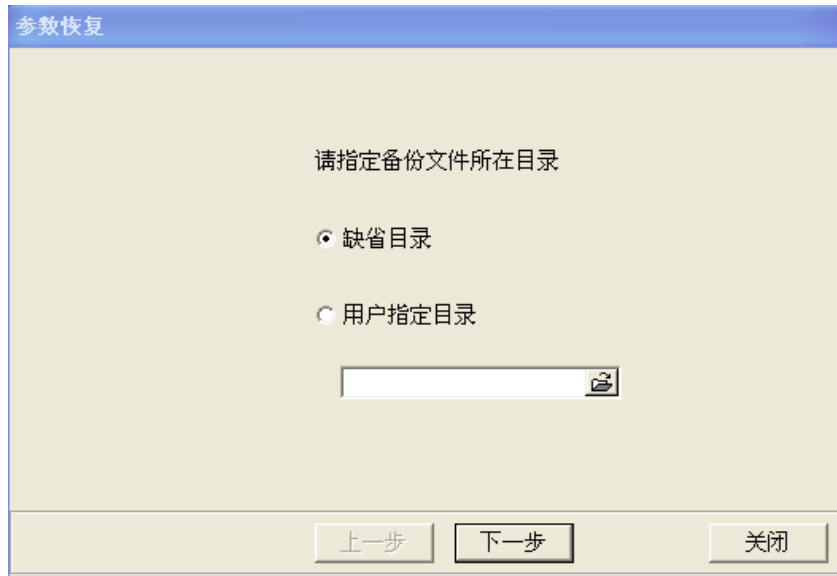 参数恢复
请指定备份文件所在目录
缺省目录
用户指定目录
上一步 下一步 关闭